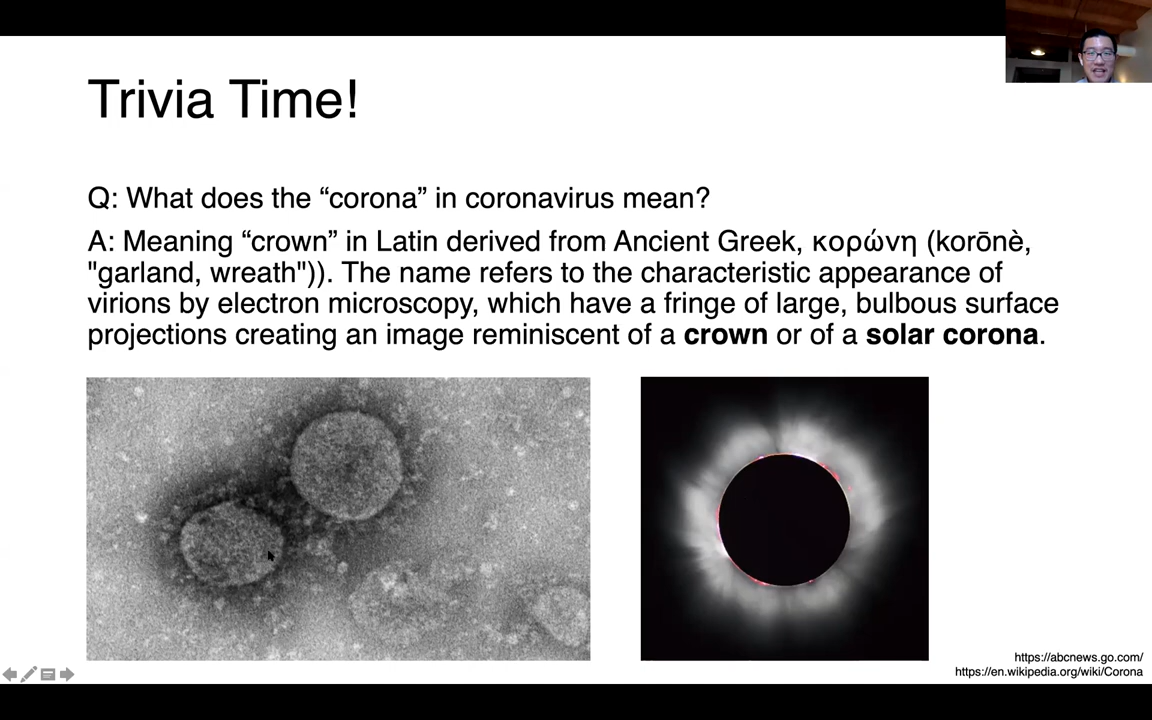 Trivia Time!
Q: What does the “corona” in coronavirus mean?
A: Meaning “crown” in Latin derived from Ancient Greek, κορώνη (korōnè,
"garland, wreath")). The name refers to the characteristic appearance of
virions by electron microscopy, which have a fringe of large, bulbous surface
projections creating an image reminiscent of a crown or of a solar corona.
https://abcnews.go.com/
https://en.wikipedia.org/wiki/Corona